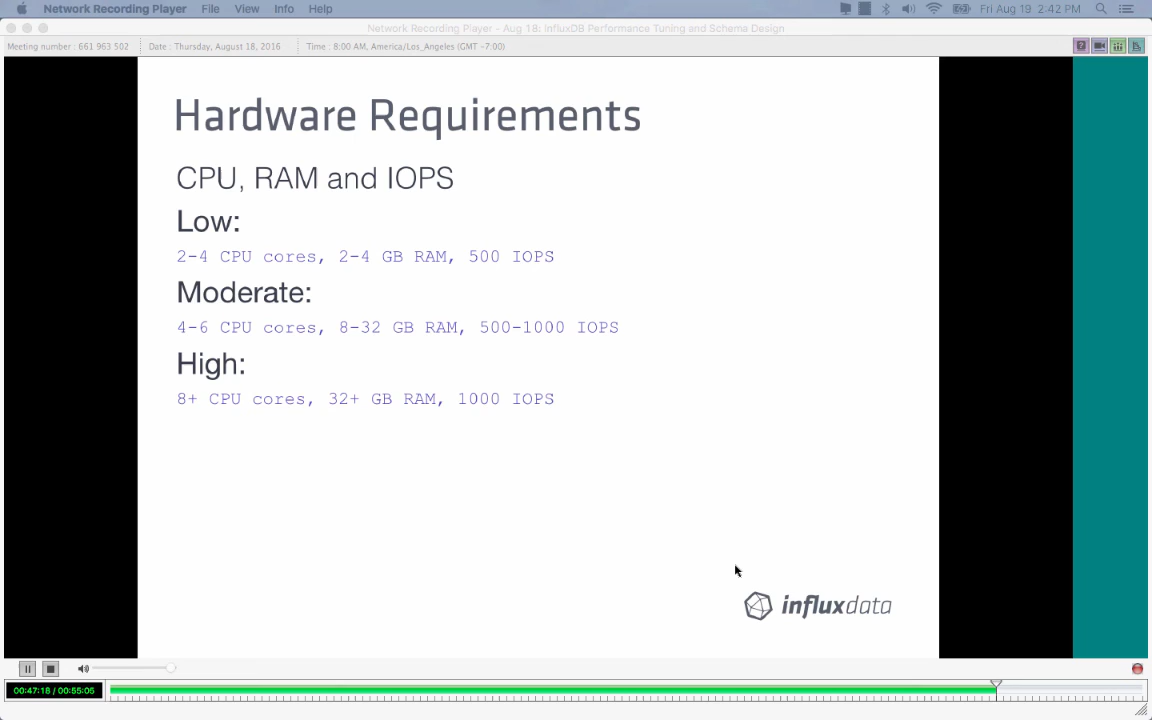 Network Recording Player File View Info Help Fri Aug 19 2:42 PM
Network Recording Player - Aug 18: InfluxDB Performance Tuning and Schema Design
Meeting number : 661 963 502 Date : Thursday, August 18, 2016 Time : 8:00 AM, America/Los_Angeles (GMT -7:00)
Hardware Requirements
CPU, RAM and IOPS
Low:
2-4 CPU cores, 2-4 GB RAM, 500 IOPS
Moderate:
4-6 CPU cores, 8-32 GB RAM, 500-1000 IOPS
High:
8+ CPU cores, 32+ GB RAM, 1000 IOPS
influxdata
00:47:18 / 00:55:05